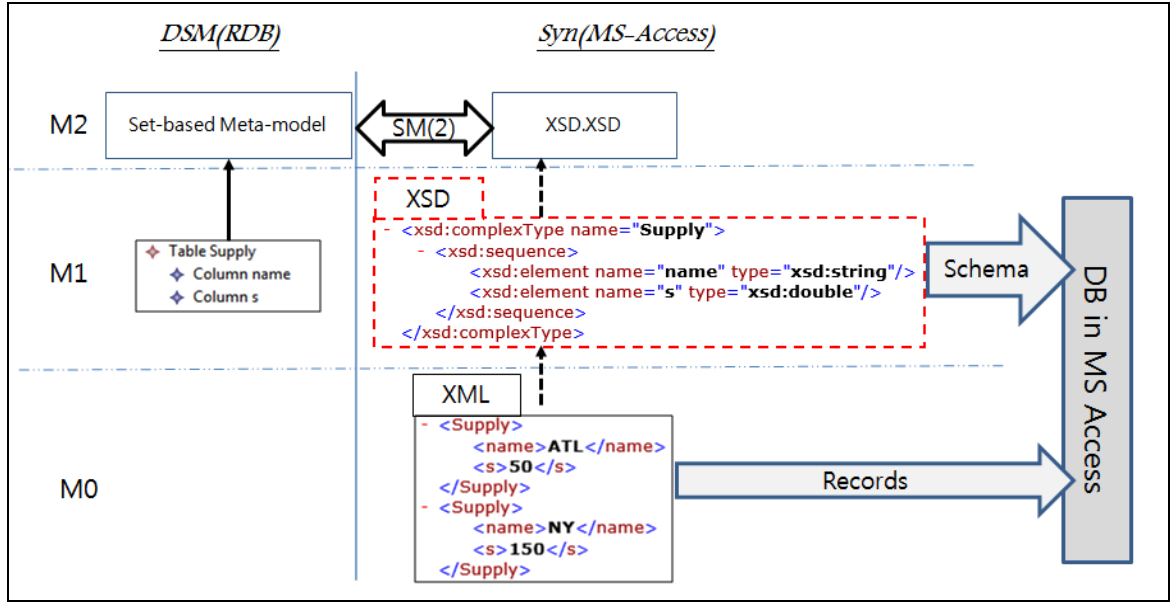 DSM(RDB)
Syn(MS-Access)
M2
Set-based Meta-model
SM(2)
XSD.XSD
M1
Table Supply
Column name
Column s
XSD
- <xsd:complexType name="Supply">
- <xsd:sequence>
<xsd:element name="name" type="xsd:string"/>
<xsd:element name="s" type="xsd:double"/>
</xsd:sequence>
</xsd:complexType>
Schema
DB in MS Access
M0
XML
- <Supply>
<name>ATL</name>
<s>50</s>
</Supply>
- <Supply>
<name>NY</name>
<s>150</s>
</Supply>
Records